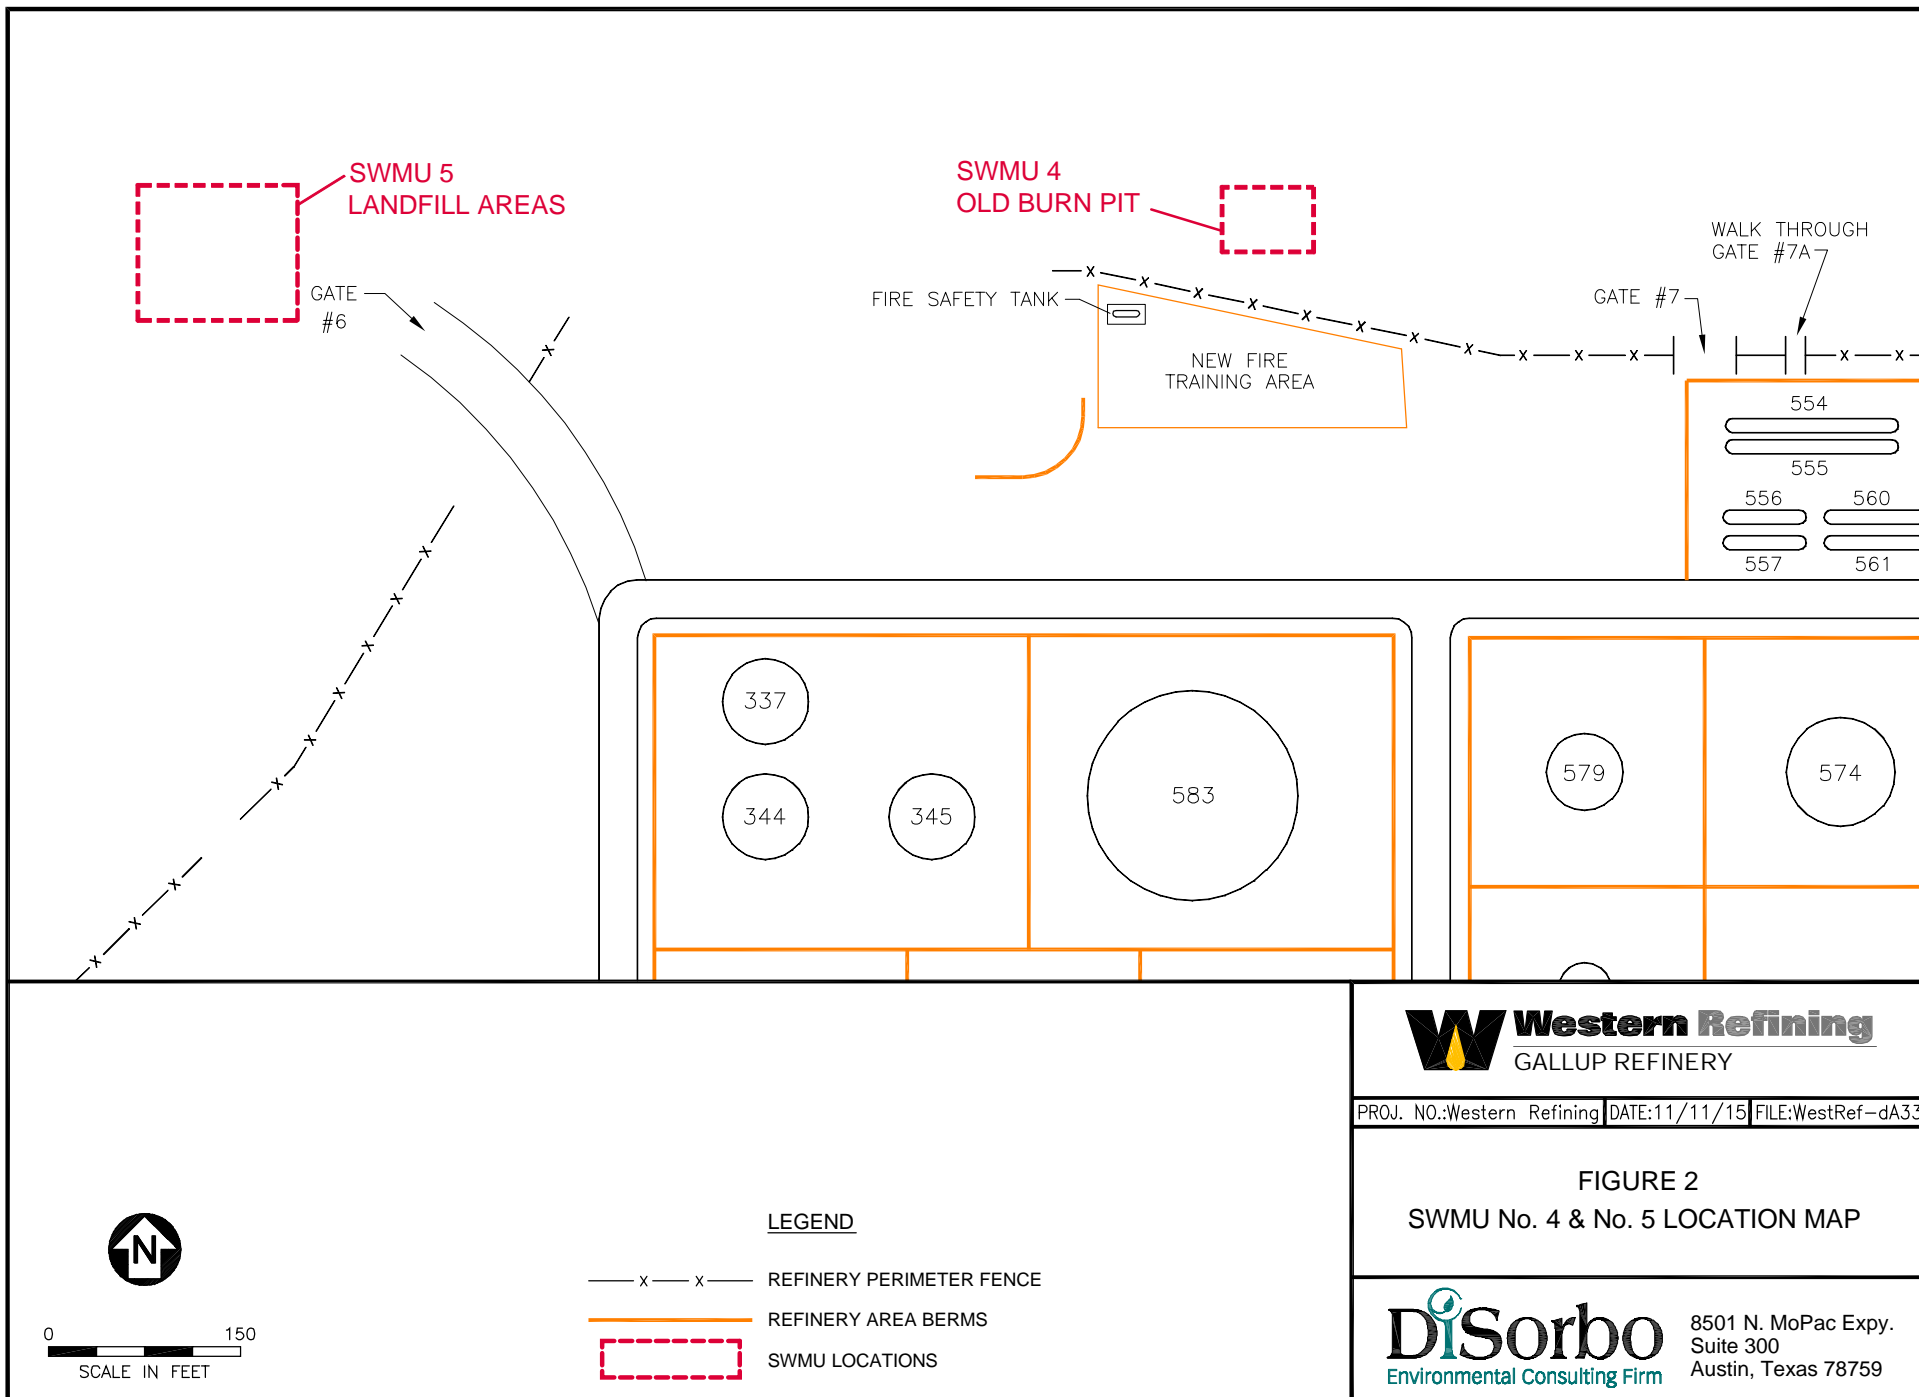 SWMU 5
LANDFILL AREAS
SWMU 4
OLD BURN PIT
WALK THROUGH
GATE #7A
GATE
#6
FIRE SAFETY TANK
GATE #7
NEW FIRE
TRAINING AREA
554
555
556
560
557
561
337
344
345
583
579
574
Western Refining
GALLUP REFINERY
PROJ. NO.:Western Refining
DATE:11/11/15
FILE:WestRef-dA33
FIGURE 2
SWMU No. 4 & No. 5 LOCATION MAP
N
0 150
SCALE IN FEET
LEGEND
x x REFINERY PERIMETER FENCE
REFINERY AREA BERMS
SWMU LOCATIONS
DiSorbo
Environmental Consulting Firm
8501 N. MoPac Expy.
Suite 300
Austin, Texas 78759